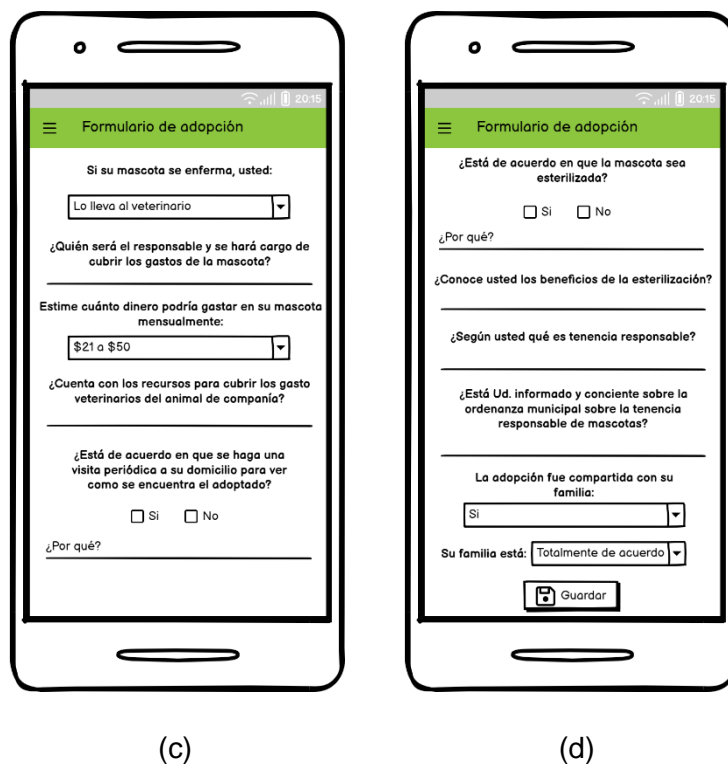 20:15
Formulario de adopción
Si su mascota se enferma, usted:
Lo lleva al veterinario
¿Quién será el responsable y se hará cargo de
cubrir los gastos de la mascota?
Estime cuánto dinero podría gastar en su mascota
mensualmente:
$21 a $50
¿Cuenta con los recursos para cubrir los gasto
veterinarios del animal de companía?
¿Está de acuerdo en que se haga una
visita periódica a su domicilio para ver
como se encuentra el adoptado?
Si No
¿Por qué?
(c)
20:15
Formulario de adopción
¿Está de acuerdo en que la mascota sea
esterilizada?
Si No
¿Por qué?
¿Conoce usted los beneficios de la esterilización?
¿Según usted qué es tenencia responsable?
¿Está Ud. informado y conciente sobre la
ordenanza municipal sobre la tenencia
responsable de mascotas?
La adopción fue compartida con su
familia:
Si
Su familia está: Totalmente de acuerdo
Guardar
(d)